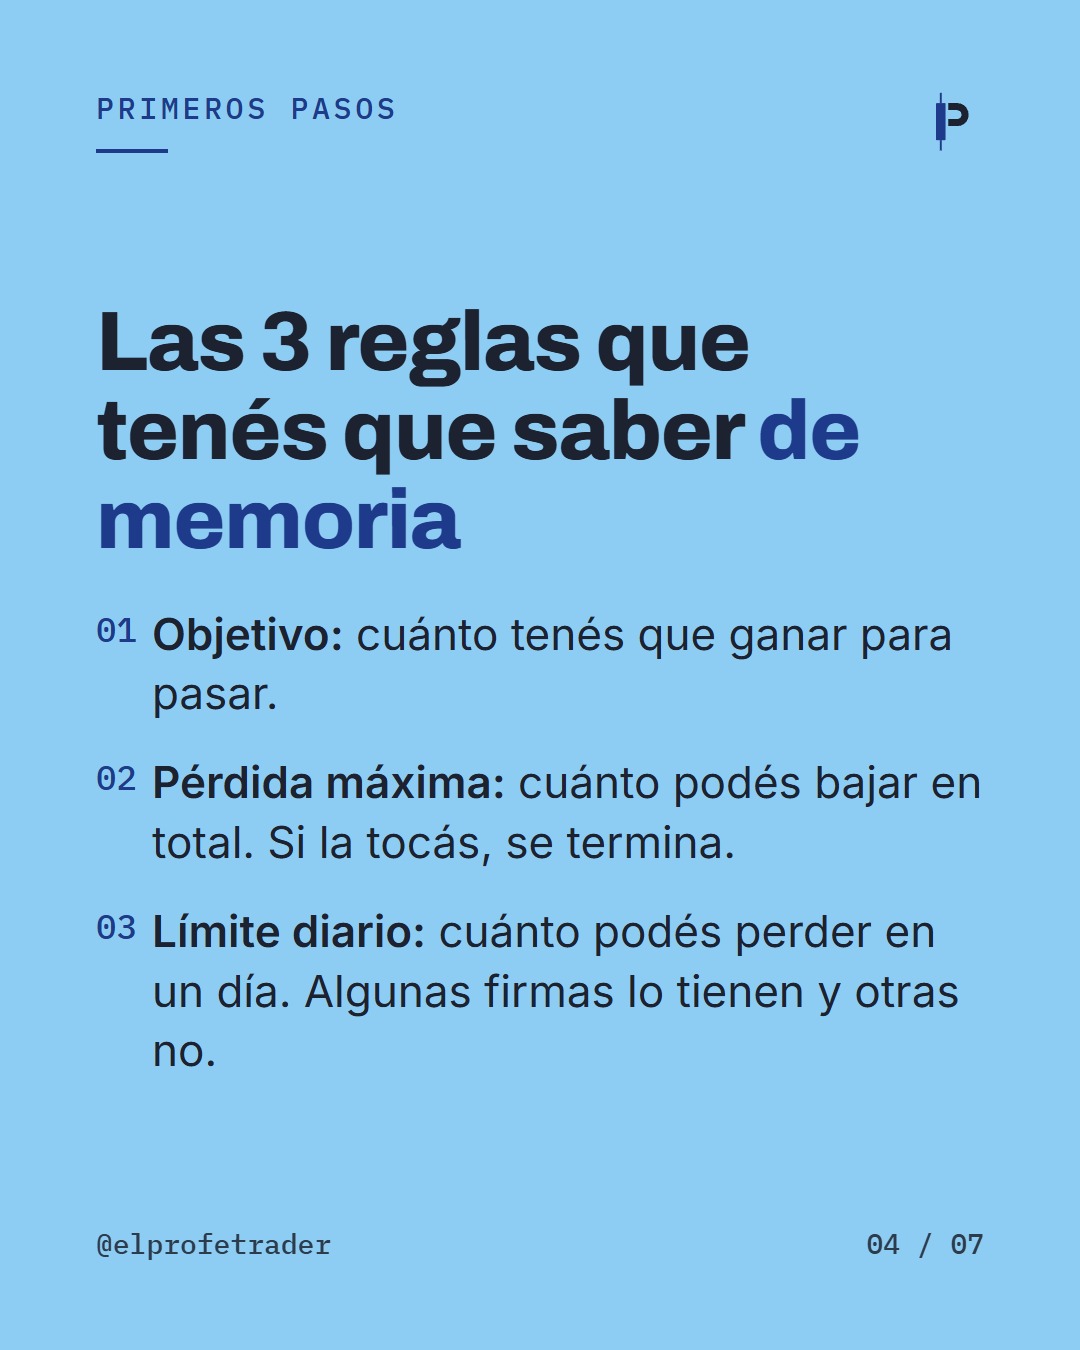 PRIMEROS PASOS
Las 3 reglas que
tenés que saber de
memoria
01 Objetivo: cuánto tenés que ganar para
pasar.
02 Pérdida máxima: cuánto podés bajar en
total. Si la tocás, se termina.
03 Límite diario: cuánto podés perder en
un día. Algunas firmas lo tienen y otras
no.
@elprofetrader
04 / 07